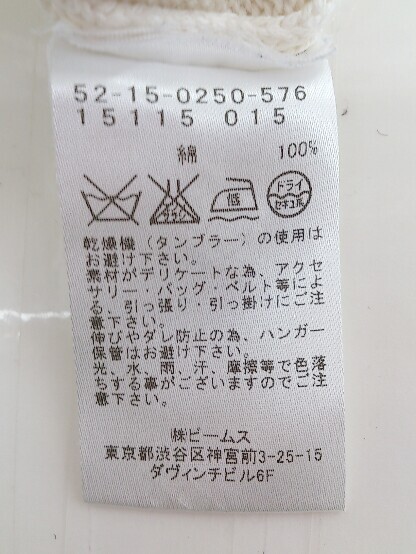 52-15-0250-576
15115 015
綿 100%
低
ドライ
セキユ系
乾燥機（タンブラー）の使用は
お避け下さい。
素材がデリケートな為、アクセ
サリー・バッグ・ベルト等によ
る、引っ張り・引っ掛けにご注
意下さい。
伸びやダレ防止の為、ハンガー
保管はお避け下さい。
光、水、雨、汗、摩擦等で色落
ちする事がございますのでご注
意下さい。
㈱ビームス
東京都渋谷区神宮前3-25-15
ダヴィンチビル6F